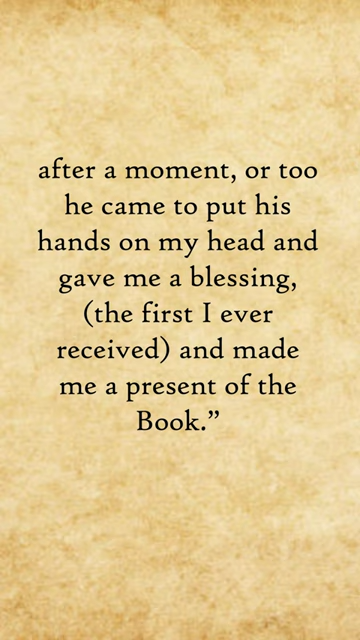 after a moment, or too
he came to put his
hands on my head and
gave me a blessing,
(the first I ever
received) and made
me a present of the
Book.”